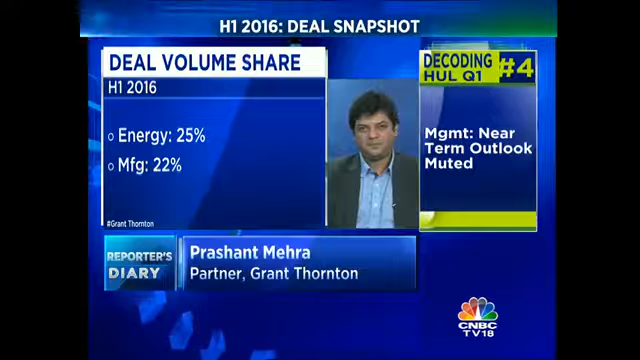 H1 2016: DEAL SNAPSHOT
DEAL VOLUME SHARE
H1 2016
Energy: 25%
Mfg: 22%
#Grant Thornton
DECODING
HUL Q1
#4
Mgmt: Near
Term Outlook
Muted
REPORTER'S
DIARY
Prashant Mehra
Partner, Grant Thornton
CNBC
TV18